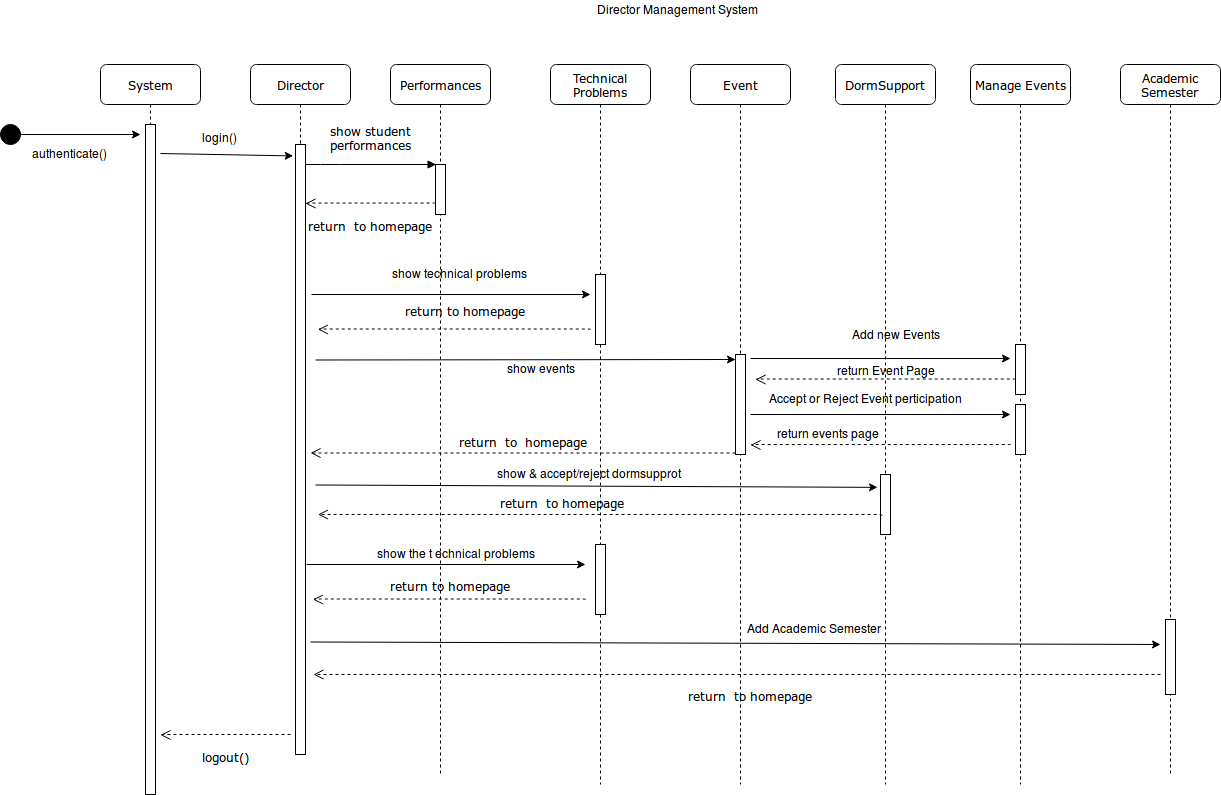 Director Management System
System
Director
Performances
Technical
Problems
Event
DormSupport
Manage Events
Academic
Semester
authenticate()
login()
show student
performances
return to homepage
show technical problems
return to homepage
show events
Add new Events
return Event Page
Accept or Reject Event perticipation
return events page
return to homepage
show & accept/reject dormsupprot
return to homepage
show the t echnical problems
return to homepage
Add Academic Semester
return to homepage
logout()